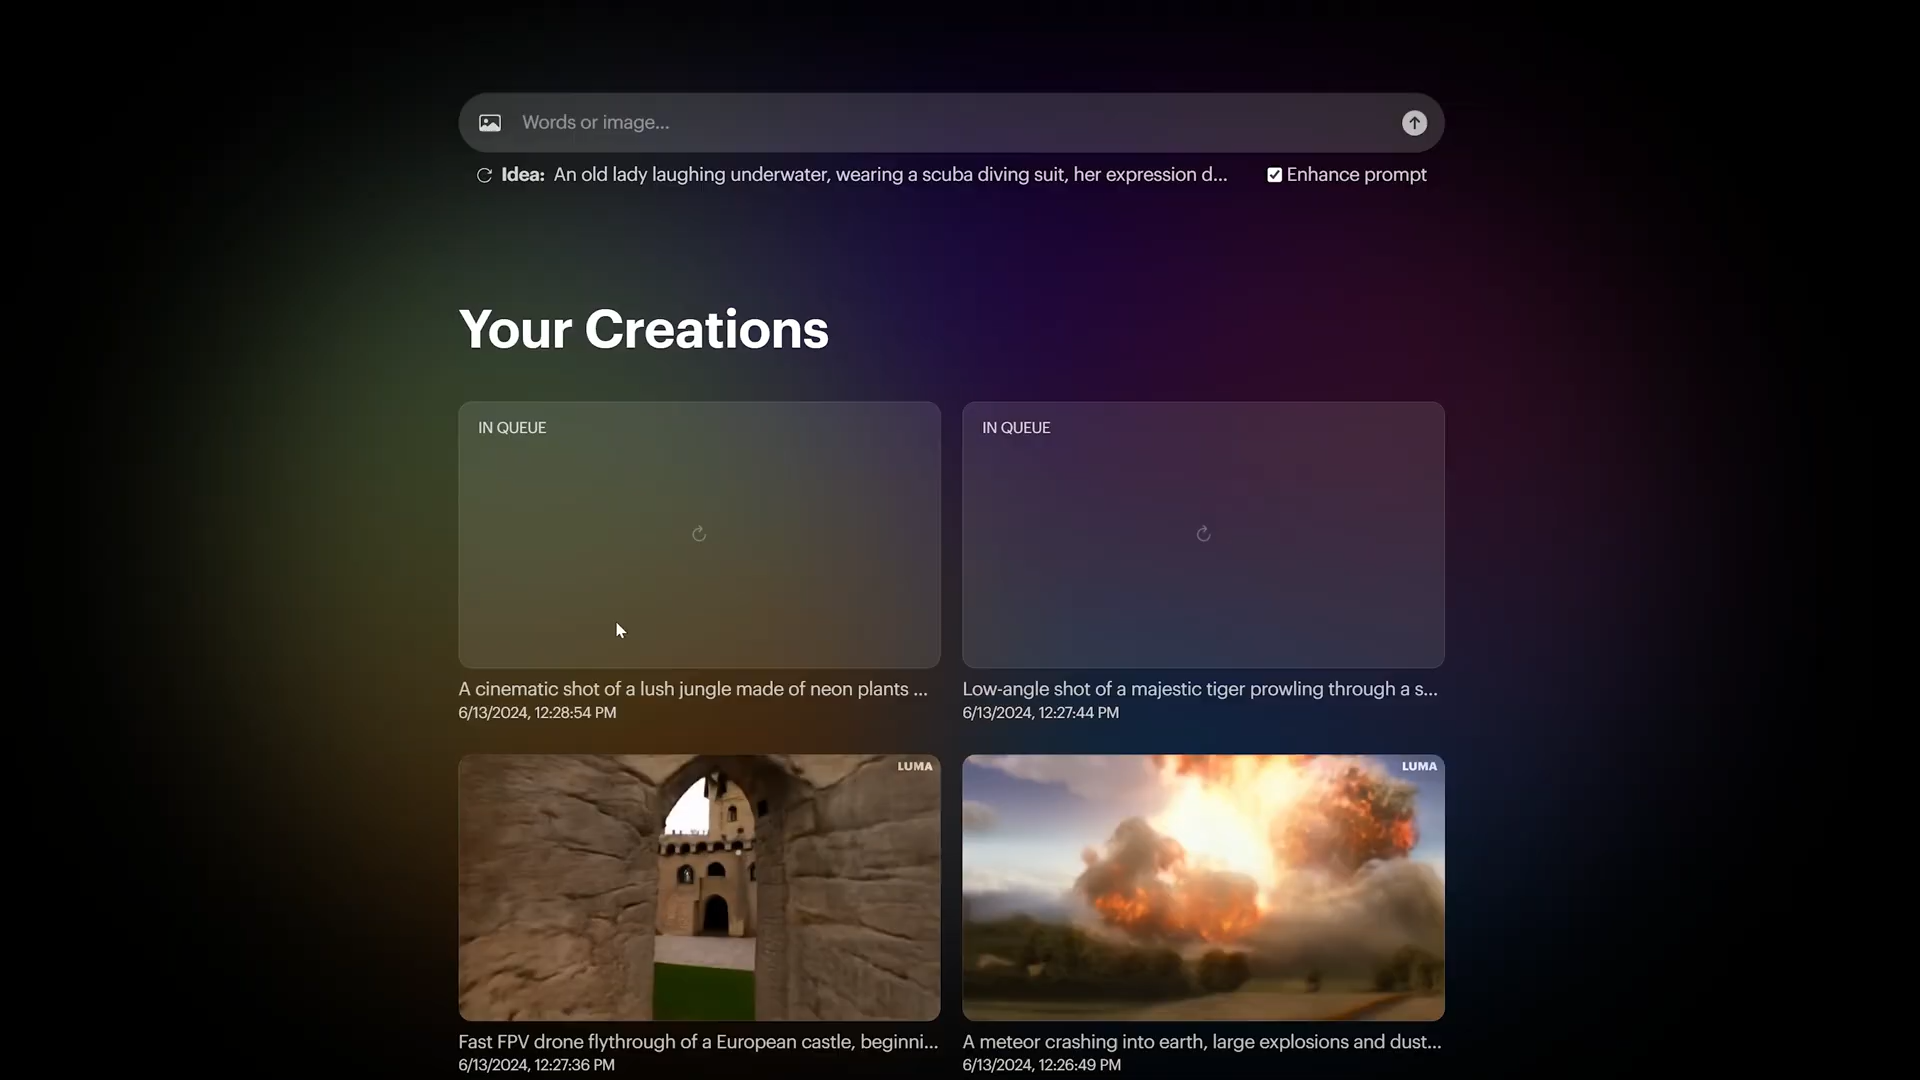 Words or image...
Idea: An old lady laughing underwater, wearing a scuba diving suit, her expression d...
Enhance prompt
Your Creations
IN QUEUE
IN QUEUE
A cinematic shot of a lush jungle made of neon plants ...
6/13/2024, 12:28:54 PM
Low-angle shot of a majestic tiger prowling through a s...
6/13/2024, 12:27:44 PM
LUMA
LUMA
Fast FPV drone flythrough of a European castle, beginni...
6/13/2024, 12:27:36 PM
A meteor crashing into earth, large explosions and dust...
6/13/2024, 12:26:49 PM